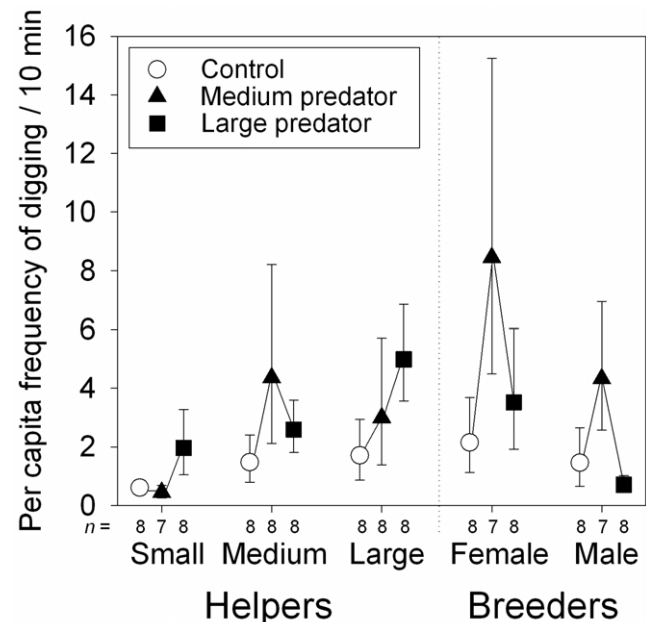 Per capita frequency of digging / 10 min
16
14
12
10
8
6
4
2
0
Control
Medium predator
Large predator
n = 8 7 8 8 8 8 8 8 8 8 7 8 8 7 8
Small Medium Large Female Male
Helpers Breeders